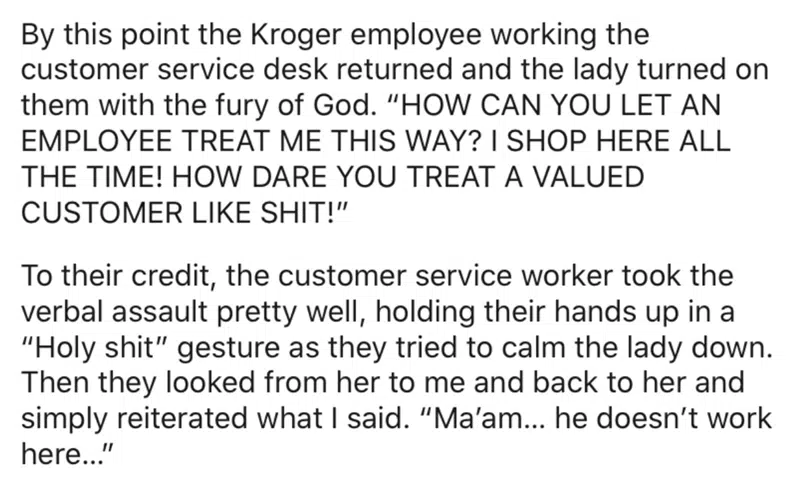 By this point the Kroger employee working the
customer service desk returned and the lady turned on
them with the fury of God. “HOW CAN YOU LET AN
EMPLOYEE TREAT ME THIS WAY? I SHOP HERE ALL
THE TIME! HOW DARE YOU TREAT A VALUED
CUSTOMER LIKE SHIT!”
To their credit, the customer service worker took the
verbal assault pretty well, holding their hands up in a
“Holy shit” gesture as they tried to calm the lady down.
Then they looked from her to me and back to her and
simply reiterated what I said. “Ma’am... he doesn’t work
here...”